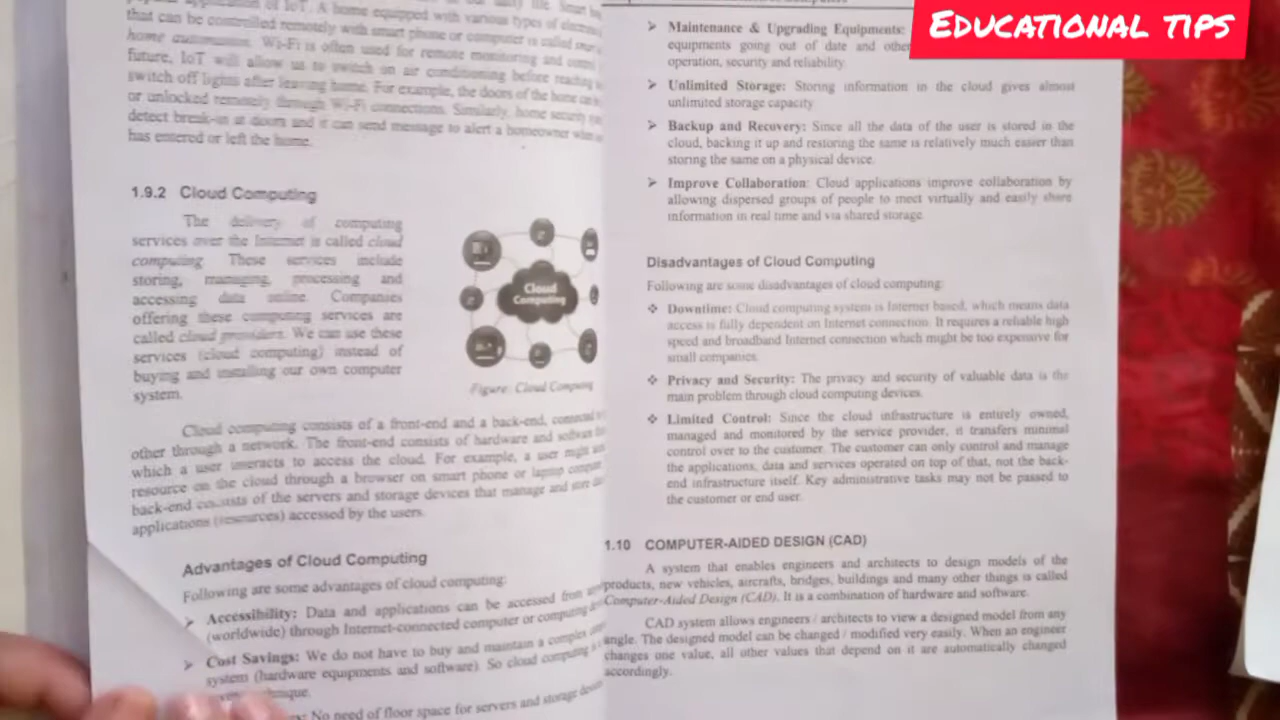 application of IoT. A home equipped with various types of
that can be controlled remotely with smart phone or computer is called
home automation. Wi-Fi is often used for remote monitoring and
future, IoT will allow us to switch on air conditioning before reaching
switch off lights after leaving home. For example, the doors of the home
or unlocked remotely through Wi-Fi connections. Similarly, home security
detect break-in at doors and it can send message to alert a homeowner when
has entered or left the home.
1.9.2 Cloud Computing
The delivery of computing
services over the Internet is called cloud
computing. These services include
storing, managing, processing and
accessing data online. Companies
offering these computing services are
called cloud providers. We can use these
services (cloud computing) instead of
buying and installing our own computer
system.
Cloud
Computing
Figure: Cloud Computing
Cloud computing consists of a front-end and a back-end, connected
other through a network. The front-end consists of hardware and software
which a user interacts to access the cloud. For example, a user might
resource on the cloud through a browser on smart phone or laptop
back-end consists of the servers and storage devices that manage and store
applications (resources) accessed by the users.
Advantages of Cloud Computing
Following are some advantages of cloud computing:
➤ Accessibility: Data and applications can be accessed from
(worldwide) through Internet-connected computer or computing
➤ Cost Savings: We do not have to buy and maintain a complex
system (hardware equipments and software). So cloud computing
No need of floor space for servers and storage
EDUCATIONAL TIPS
➤ Maintenance & Upgrading Equipments:
equipments going out of date and other
operation, security and reliability.
➤ Unlimited Storage: Storing information in the cloud gives almost
unlimited storage capacity
➤ Backup and Recovery: Since all the data of the user is stored in the
cloud, backing it up and restoring the same is relatively much easier than
storing the same on a physical device.
➤ Improve Collaboration: Cloud applications improve collaboration by
allowing dispersed groups of people to meet virtually and easily share
information in real time and via shared storage.
Disadvantages of Cloud Computing
Following are some disadvantages of cloud computing:
❖ Downtime: Cloud computing system is Internet based, which means data
access is fully dependent on Internet connection. It requires a reliable high
speed and broadband Internet connection which might be too expensive for
small companies.
❖ Privacy and Security: The privacy and security of valuable data is the
main problem through cloud computing devices.
❖ Limited Control: Since the cloud infrastructure is entirely owned,
managed and monitored by the service provider, it transfers minimal
control over to the customer. The customer can only control and manage
the applications, data and services operated on top of that, not the back-
end infrastructure itself. Key administrative tasks may not be passed to
the customer or end user.
1.10 COMPUTER-AIDED DESIGN (CAD)
A system that enables engineers and architects to design models of the
products, new vehicles, aircrafts, bridges, buildings and many other things is called
Computer-Aided Design (CAD). It is a combination of hardware and software.
CAD system allows engineers / architects to view a designed model from any
angle. The designed model can be changed / modified very easily. When an engineer
changes one value, all other values that depend on it are automatically changed
accordingly.